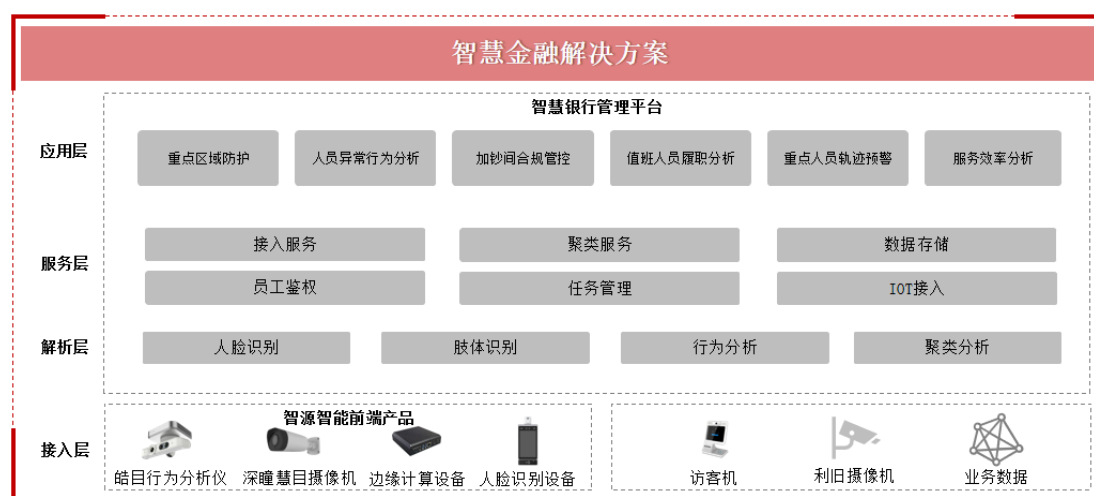 智慧金融解决方案
智慧银行管理平台
应用层
重点区域防护 人员异常行为分析 加钞间合规管控 值班人员履职分析 重点人员轨迹预警 服务效率分析
接入服务 聚类服务 数据存储
服务层
员工鉴权 任务管理 IOT接入
解析层 人脸识别 肢体识别 行为分析 聚类分析
智源智能前端产品
接入层
皓目行为分析仪 深瞳慧目摄像机 边缘计算设备 人脸识别设备 访客机 利旧摄像机 业务数据